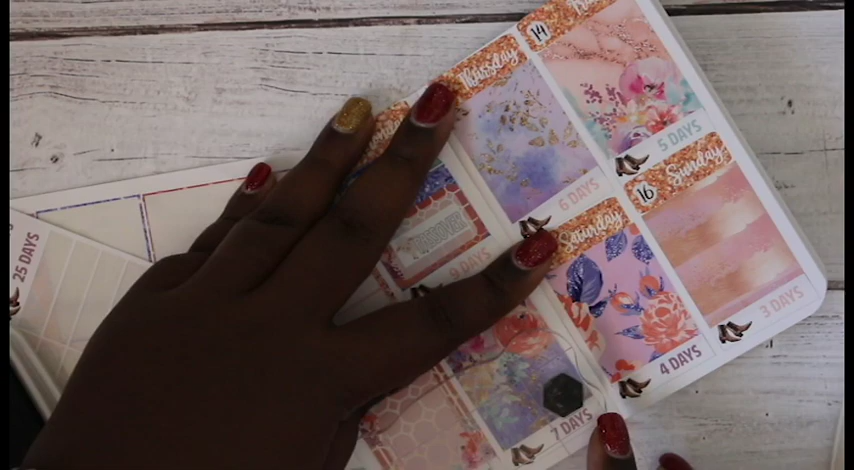 14
Thursday
5 DAYS
6 DAYS
16 Sunday
Saturday
25 DAYS
9 DAYS
3 DAYS
4 DAYS
7 DAYS